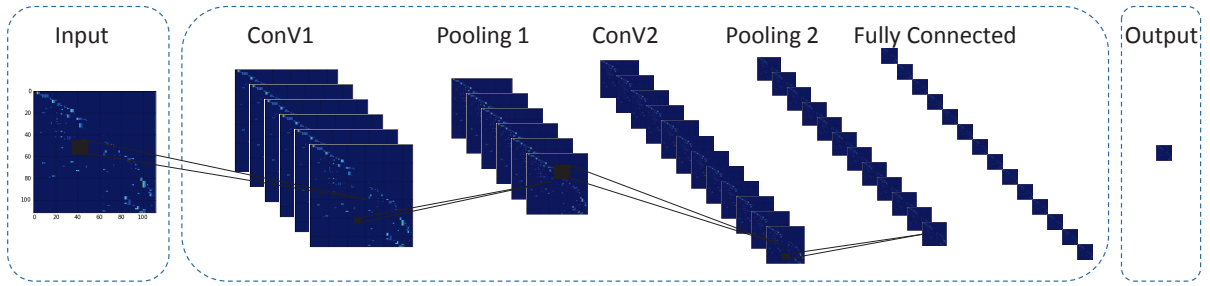 Input
ConV1
Pooling 1
ConV2
Pooling 2
Fully Connected
Output
0
20
40
60
80
100
0 20 40 60 80 100